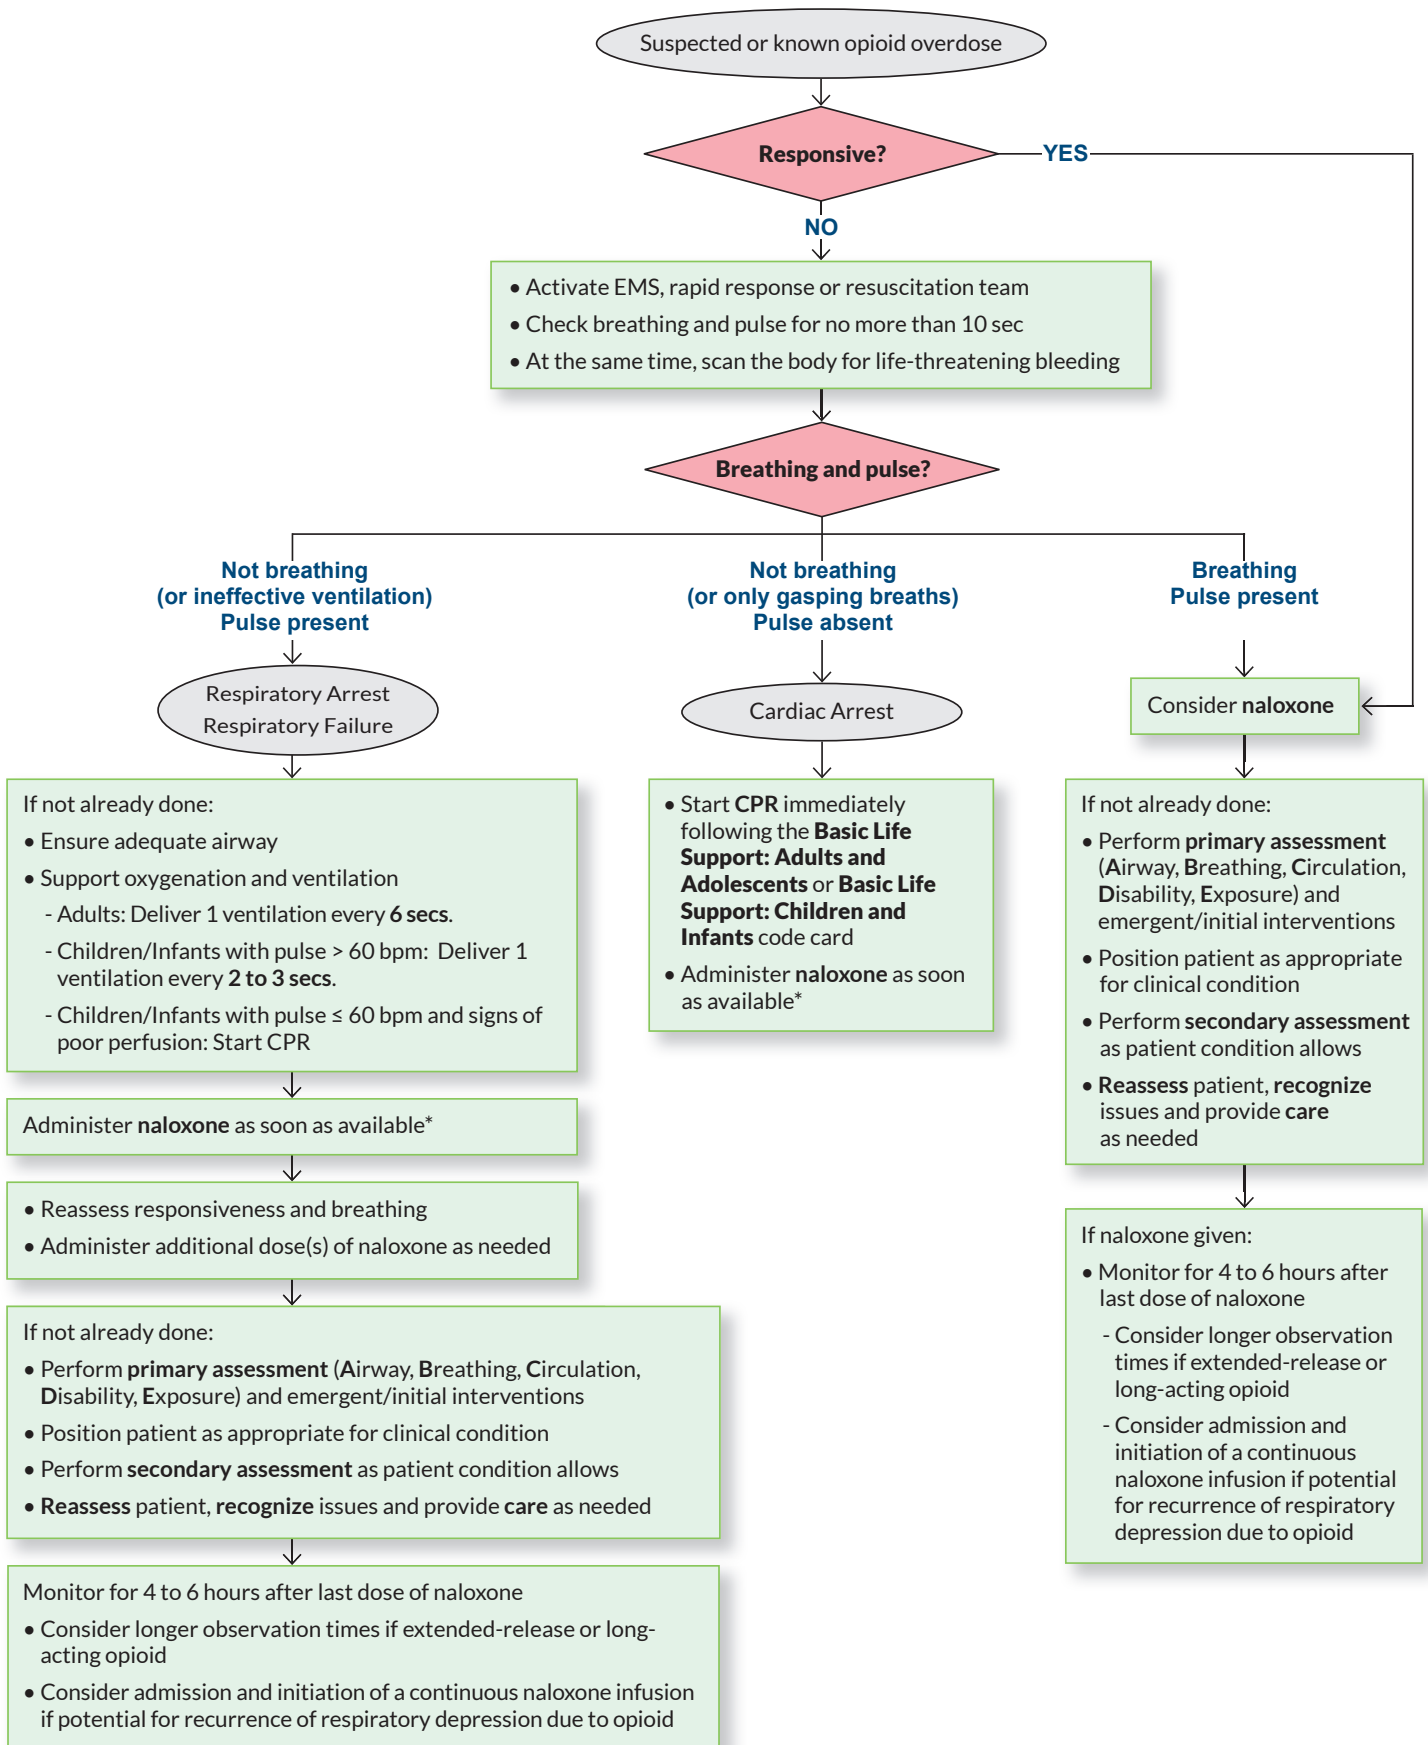 Suspected or known opioid overdose
Responsive?
YES
NO
• Activate EMS, rapid response or resuscitation team
• Check breathing and pulse for no more than 10 sec
• At the same time, scan the body for life-threatening bleeding
Breathing and pulse?
Not breathing
(or ineffective ventilation)
Pulse present
Respiratory Arrest
Respiratory Failure
If not already done:
• Ensure adequate airway
• Support oxygenation and ventilation
- Adults: Deliver 1 ventilation every 6 secs.
- Children/Infants with pulse > 60 bpm: Deliver 1
ventilation every 2 to 3 secs.
- Children/Infants with pulse ≤ 60 bpm and signs of
poor perfusion: Start CPR
Administer naloxone as soon as available*
• Reassess responsiveness and breathing
• Administer additional dose(s) of naloxone as needed
If not already done:
• Perform primary assessment (Airway, Breathing, Circulation,
Disability, Exposure) and emergent/initial interventions
• Position patient as appropriate for clinical condition
• Perform secondary assessment as patient condition allows
• Reassess patient, recognize issues and provide care as needed
Monitor for 4 to 6 hours after last dose of naloxone
• Consider longer observation times if extended-release or long-
acting opioid
• Consider admission and initiation of a continuous naloxone infusion
if potential for recurrence of respiratory depression due to opioid
Not breathing
(or only gasping breaths)
Pulse absent
Cardiac Arrest
• Start CPR immediately
following the Basic Life
Support: Adults and
Adolescents or Basic Life
Support: Children and
Infants code card
• Administer naloxone as soon
as available*
Breathing
Pulse present
Consider naloxone
If not already done:
• Perform primary assessment
(Airway, Breathing, Circulation,
Disability, Exposure) and
emergent/initial interventions
• Position patient as appropriate
for clinical condition
• Perform secondary assessment
as patient condition allows
• Reassess patient, recognize
issues and provide care
as needed
If naloxone given:
• Monitor for 4 to 6 hours after
last dose of naloxone
- Consider longer observation
times if extended-release or
long-acting opioid
- Consider admission and
initiation of a continuous
naloxone infusion if potential
for recurrence of respiratory
depression due to opioid